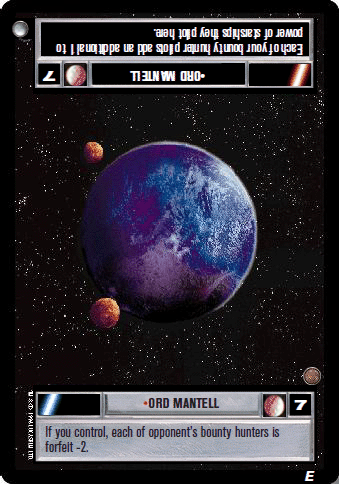 Each of your bounty hunter pilots add an additional 1 to
power of starships they pilot here.
•ORD MANTELL
7
•ORD MANTELL
7
If you control, each of opponent's bounty hunters is
forfeit -2.
E